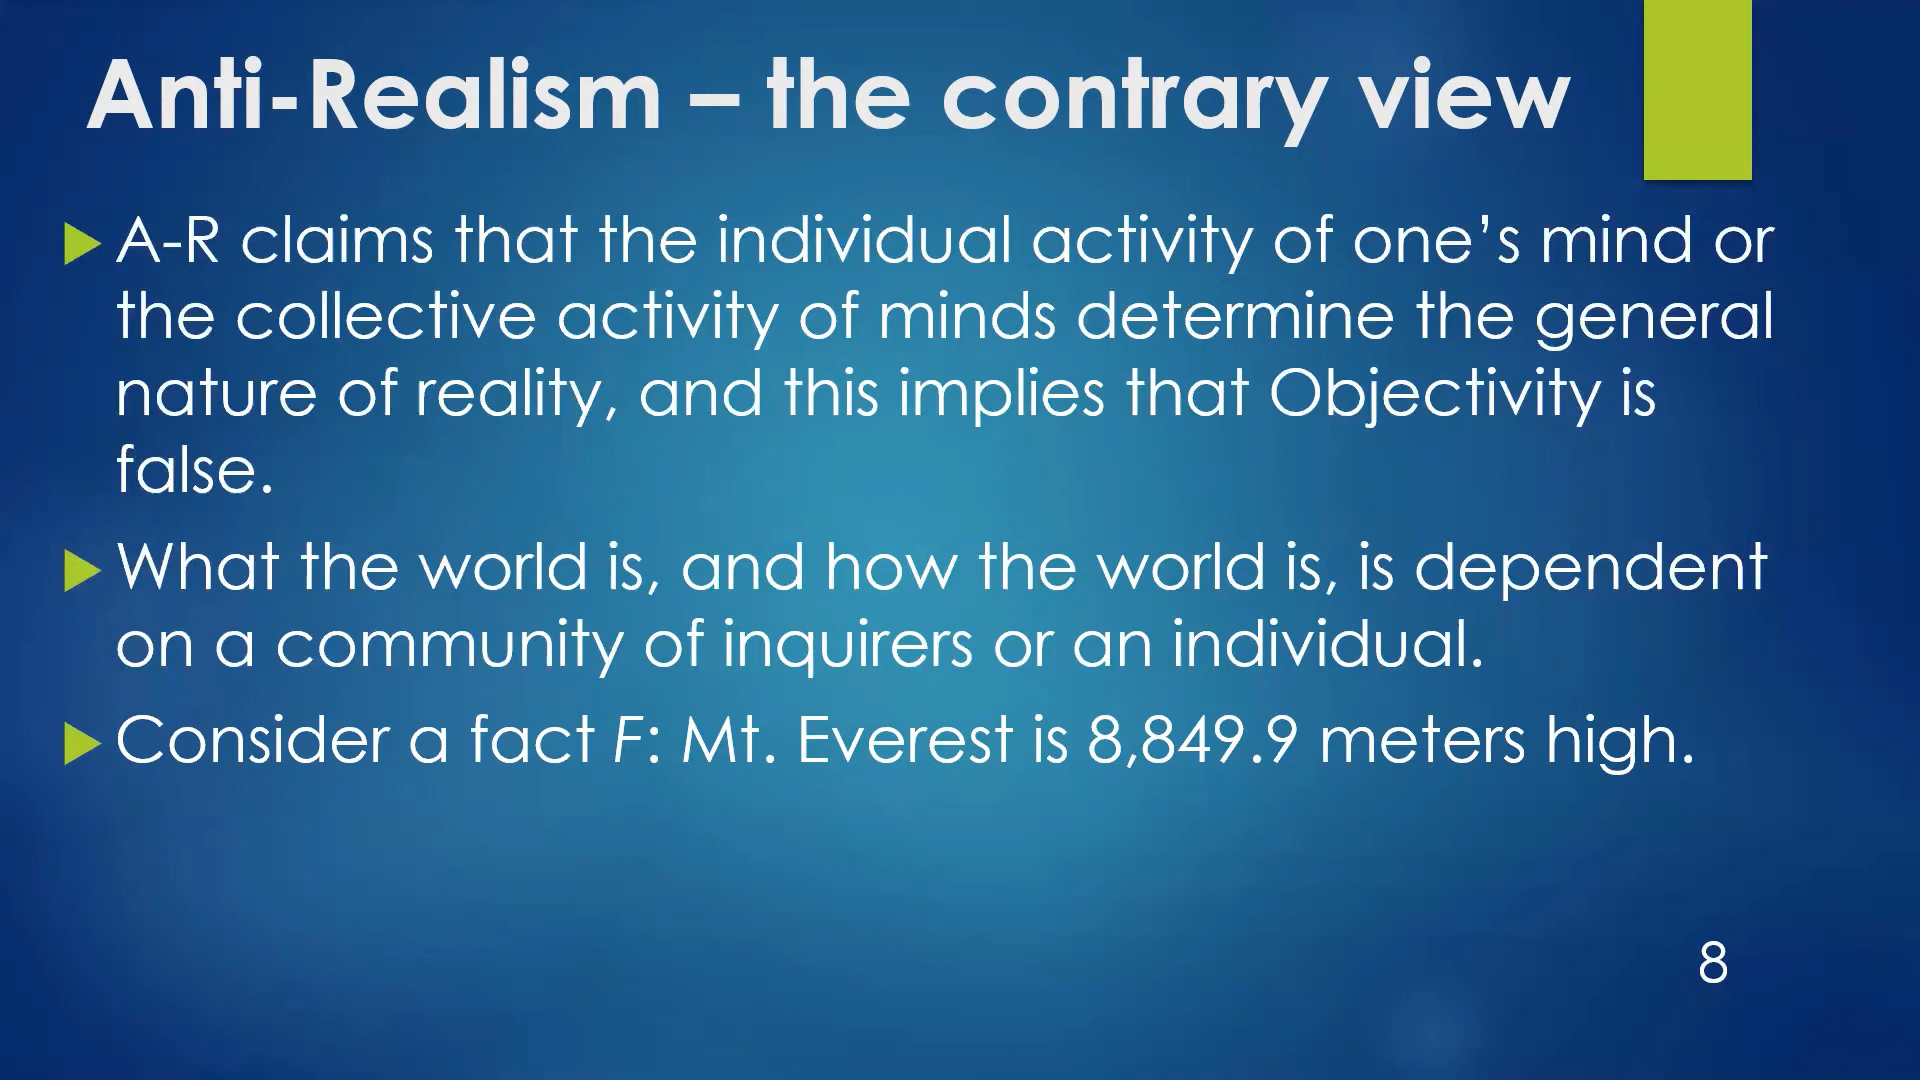 Anti-Realism – the contrary view
A-R claims that the individual activity of one’s mind or
the collective activity of minds determine the general
nature of reality, and this implies that Objectivity is
false.
What the world is, and how the world is, is dependent
on a community of inquirers or an individual.
Consider a fact F: Mt. Everest is 8,849.9 meters high.
8